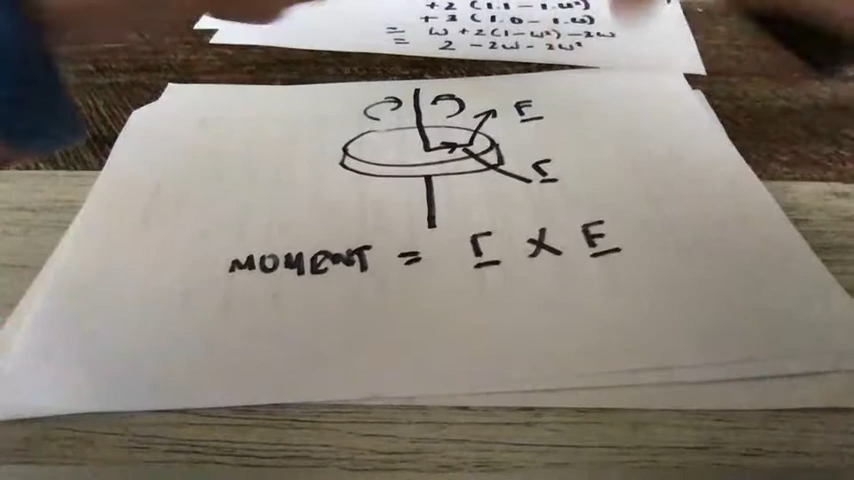 +2 (1.1 - 1.ω²)
+3 (1.0 - 1.ω)
= ω + 2(1-ω²) - 2ω
= 2 - 2ω - 2ω²
F
r
MOMENT = r × F